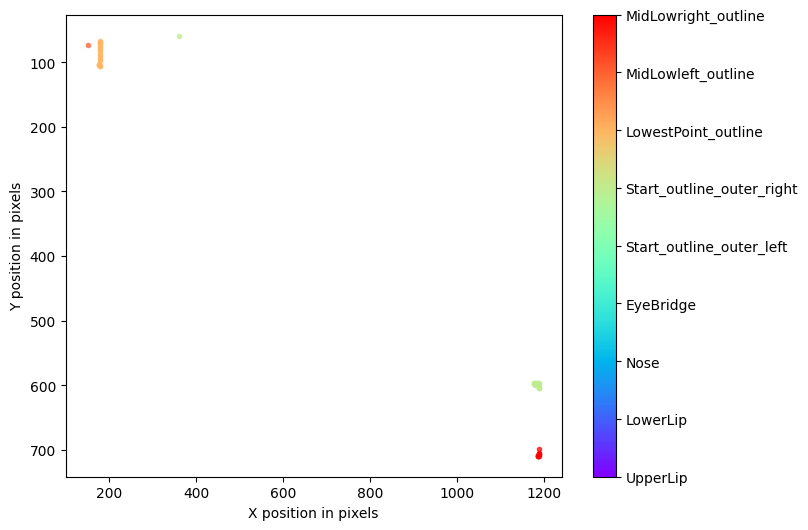 100
200
300
400
500
600
700
Y position in pixels
200
400
600
800
1000
1200
X position in pixels
MidLowright_outline
MidLowleft_outline
LowestPoint_outline
Start_outline_outer_right
Start_outline_outer_left
EyeBridge
Nose
LowerLip
UpperLip